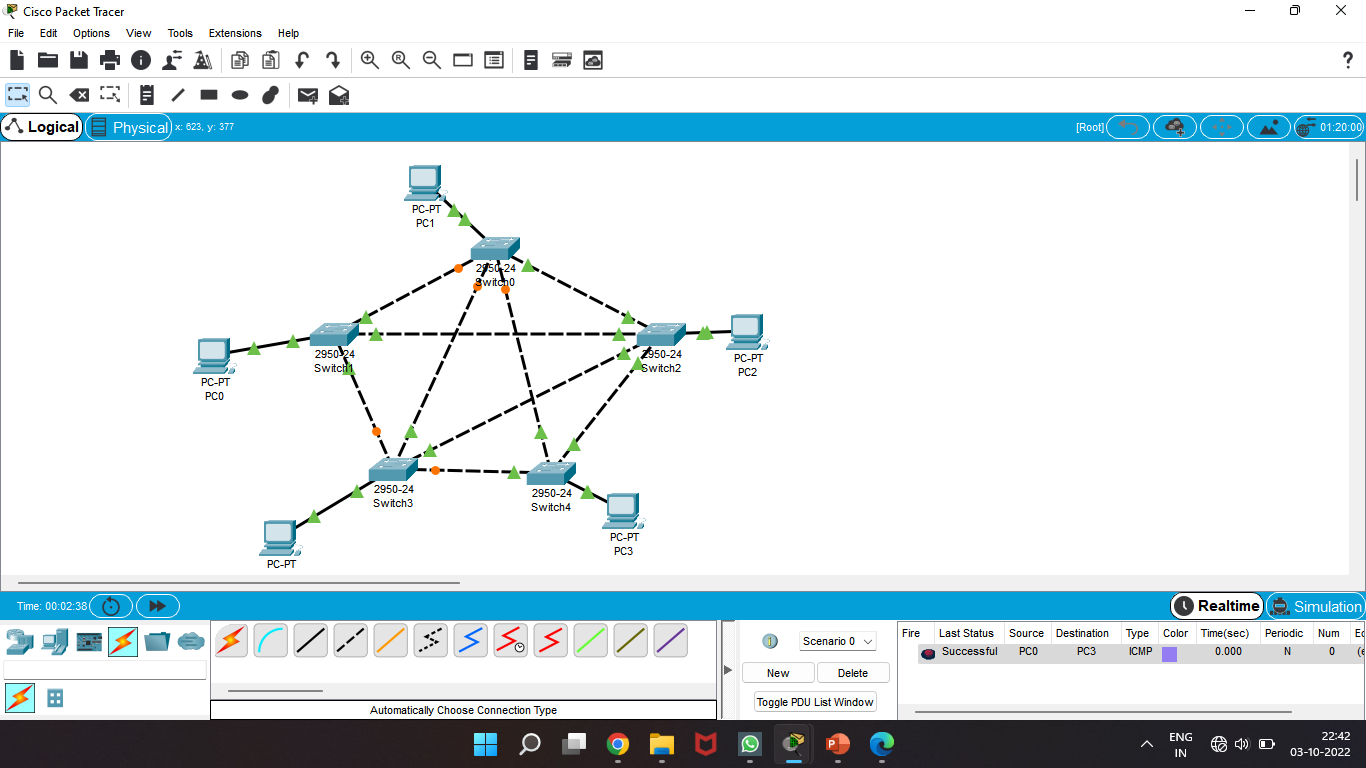 Cisco Packet Tracer
File Edit Options View Tools Extensions Help
Logical Physical x: 623, y: 377 [Root] 01:20:00
PC-PT
PC1
2950-24
Switch0
2950-24
Switch1
2950-24
Switch2
PC-PT
PC0
PC-PT
PC2
2950-24
Switch3
2950-24
Switch4
PC-PT
PC3
PC-PT
Time: 00:02:38 Realtime Simulation
Scenario 0
New Delete
Toggle PDU List Window
Fire Last Status Source Destination Type Color Time(sec) Periodic Num Ec
Successful PC0 PC3 ICMP 0.000 N 0 (e
Automatically Choose Connection Type
ENG
IN
22:42
03-10-2022